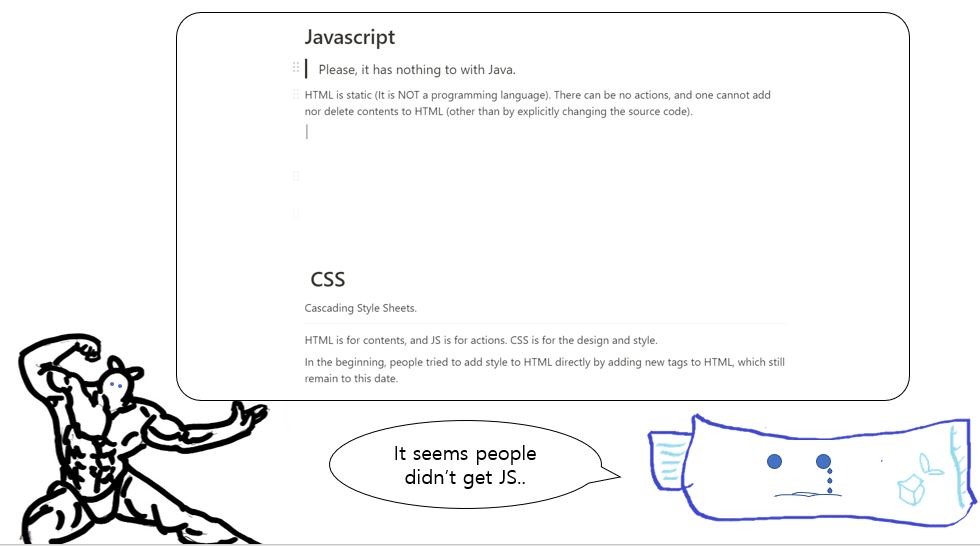 Javascript
Please, it has nothing to with Java.
HTML is static (It is NOT a programming language). There can be no actions, and one cannot add
nor delete contents to HTML (other than by explicitly changing the source code).
CSS
Cascading Style Sheets.
HTML is for contents, and JS is for actions. CSS is for the design and style.
In the beginning, people tried to add style to HTML directly by adding new tags to HTML, which still
remain to this date.
It seems people
didn't get JS..